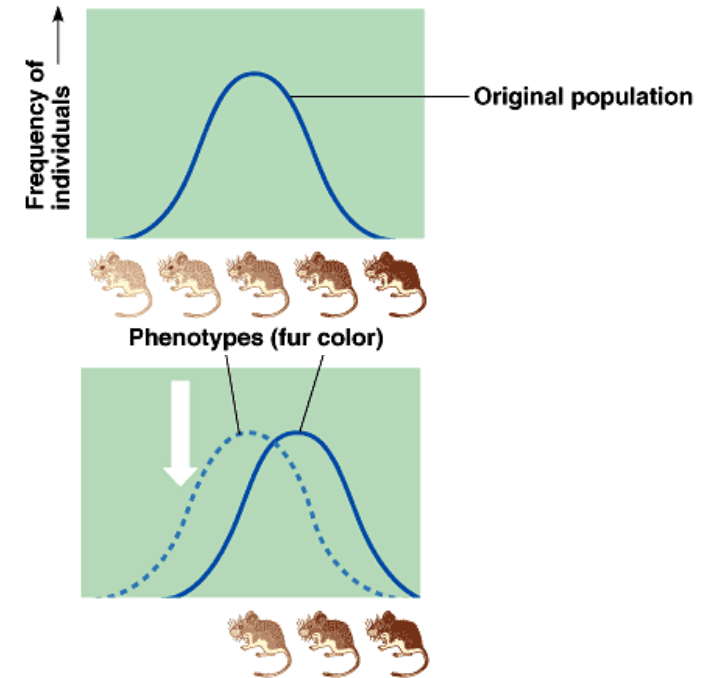 Frequency of
individuals
Original population
Phenotypes (fur color)